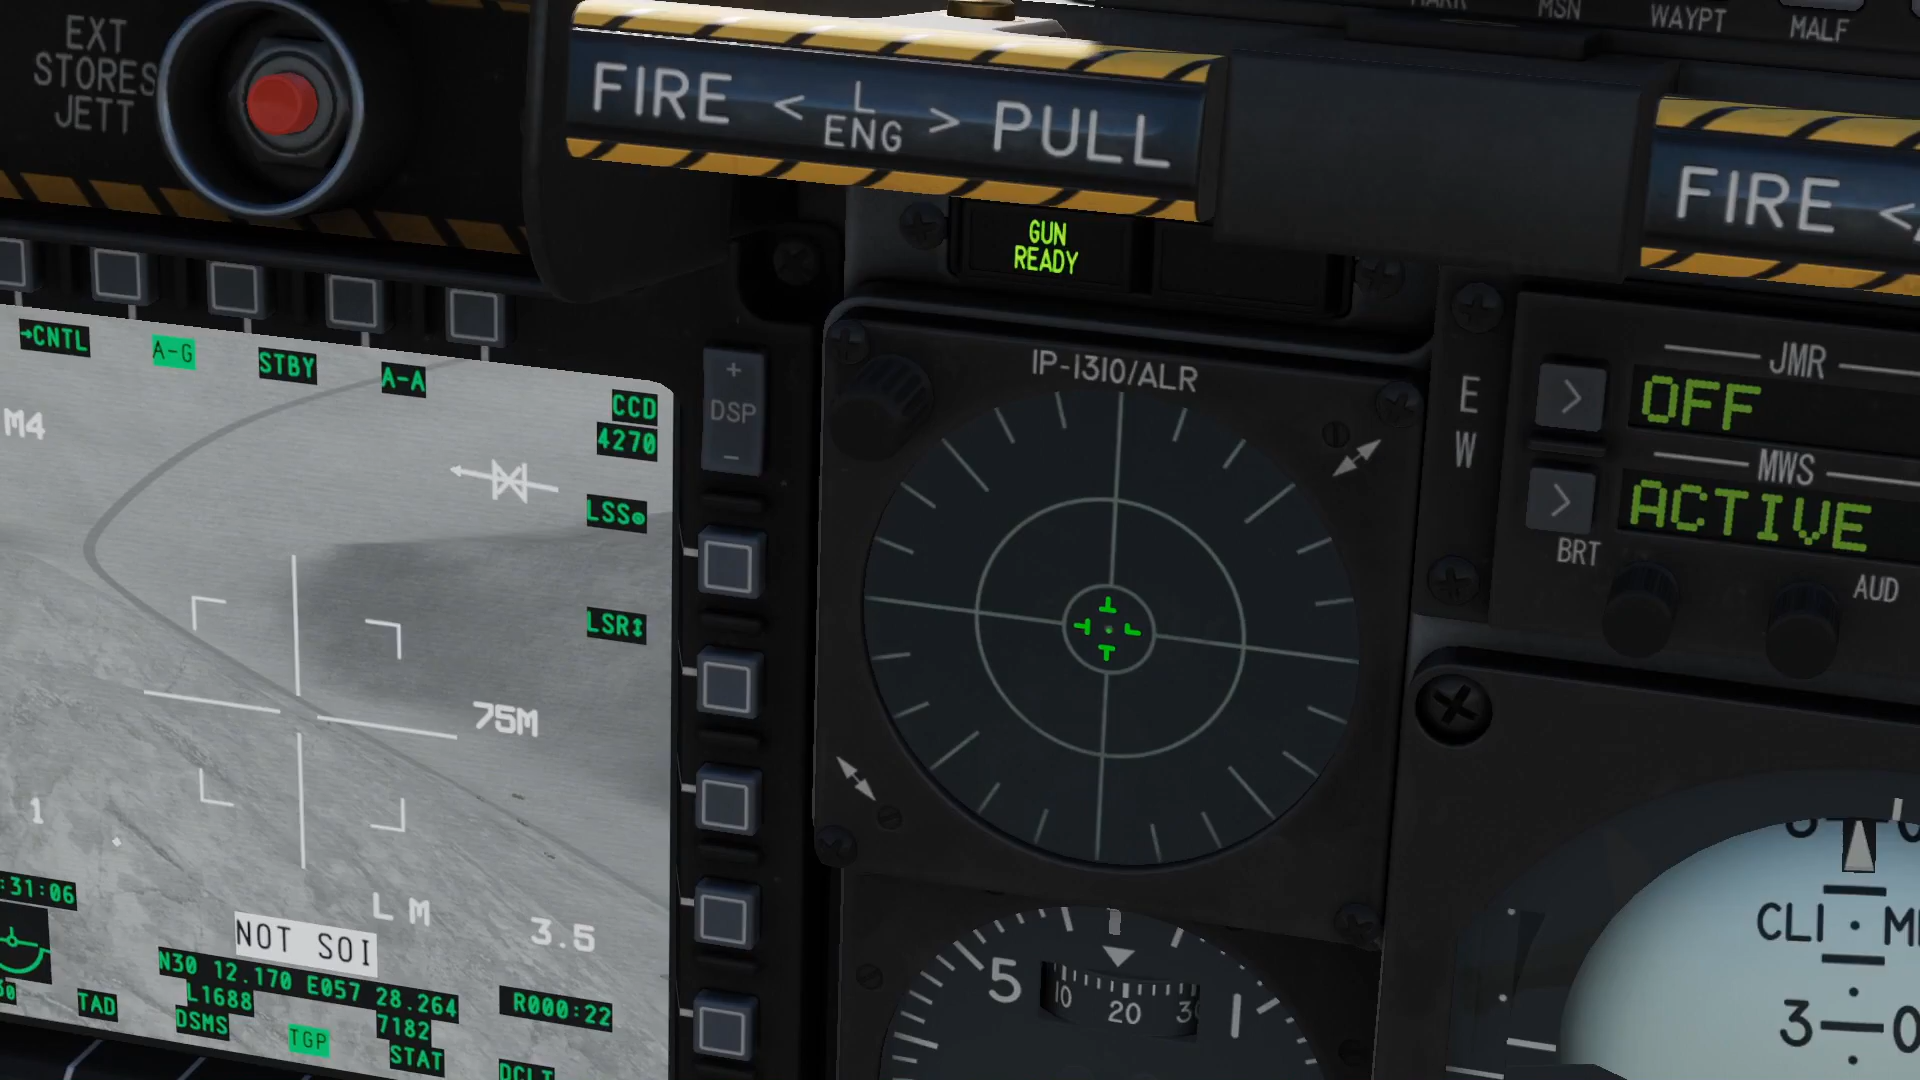 EXT
STORES
JETT
FIRE < L ENG > PULL
FIRE <
MSN
WAYPT
MALF
GUN
READY
→CNTL
A-G
STBY
A-A
CCD
4270
M4
LSS
LSR↕
75M
1
:31:06
L M
3.5
NOT SOI
N30 12.170 E057 28.264
L1688
7182
R000:22
TAD
DSMS
TGP
STAT
DCLT
+
DSP
−
IP-1310/ALR
E
W
JMR
OFF
MWS
ACTIVE
BRT
AUD
5
10 20 30
1
CLI · M
3 0